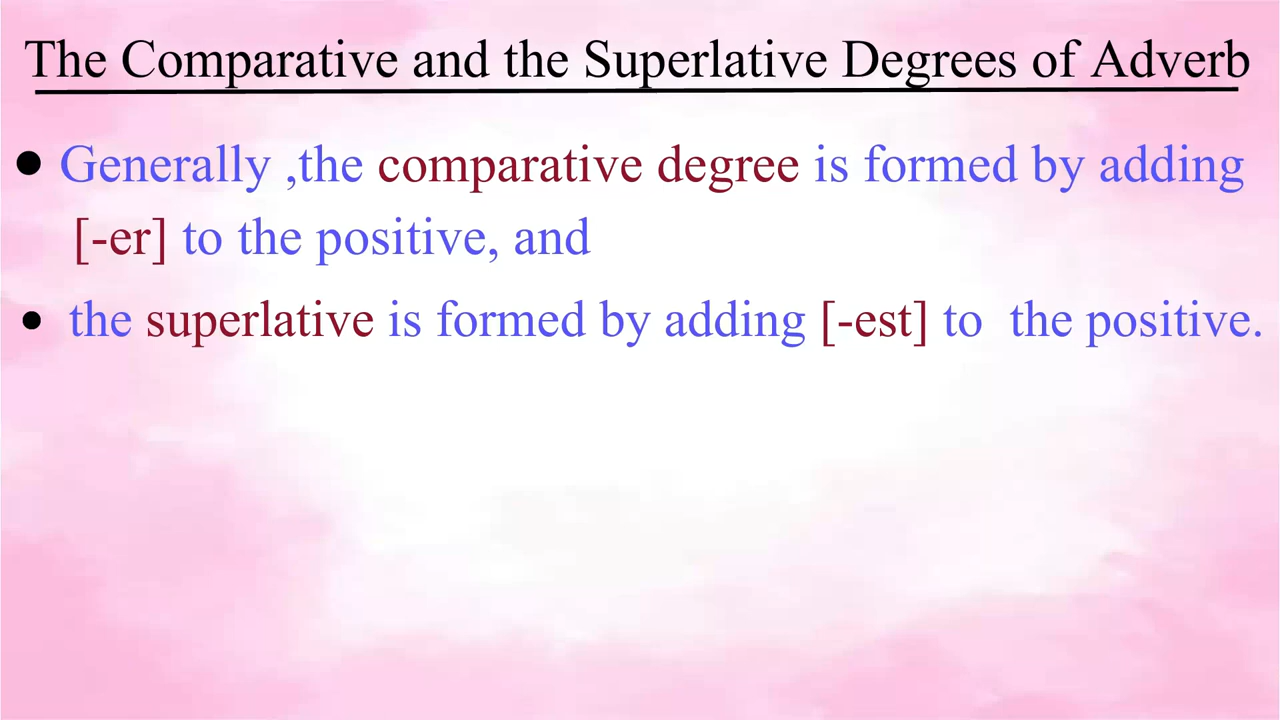 The Comparative and the Superlative Degrees of Adverb
● Generally ,the comparative degree is formed by adding
[-er] to the positive, and
● the superlative is formed by adding [-est] to  the positive.